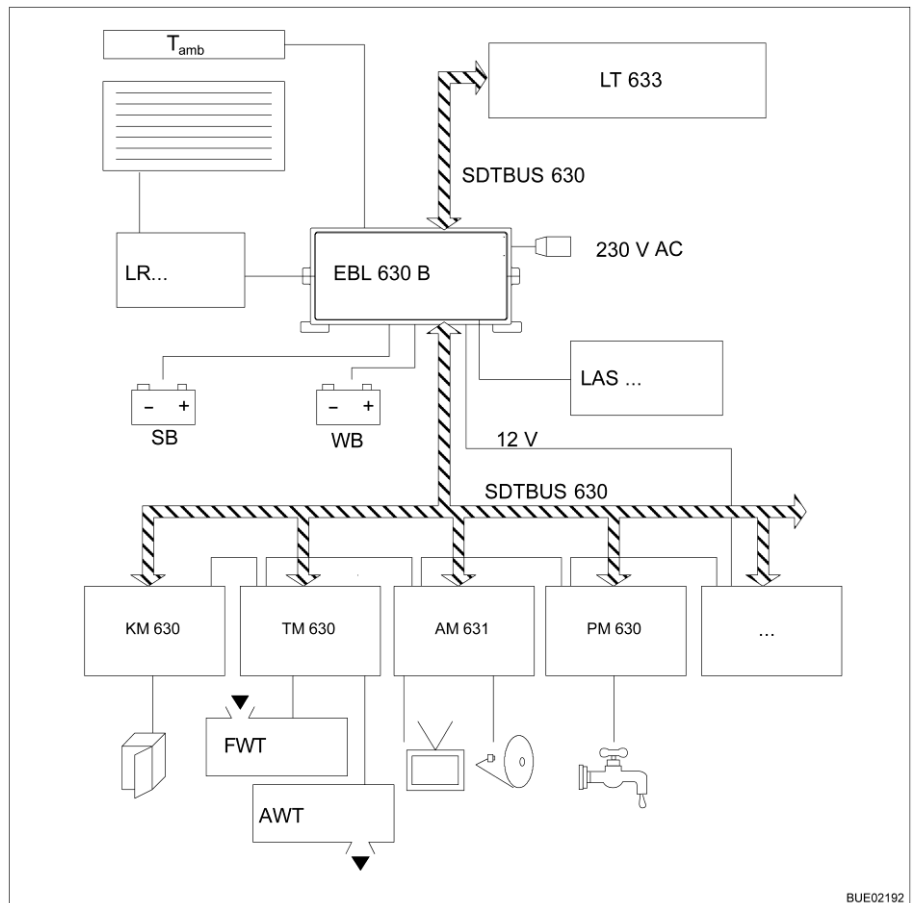 Tamb
LT 633
SDTBUS 630
LR...
EBL 630 B
230 V AC
LAS ...
- +
SB
- +
WB
12 V
SDTBUS 630
KM 630
TM 630
AM 631
PM 630
...
FWT
AWT
BUE02192